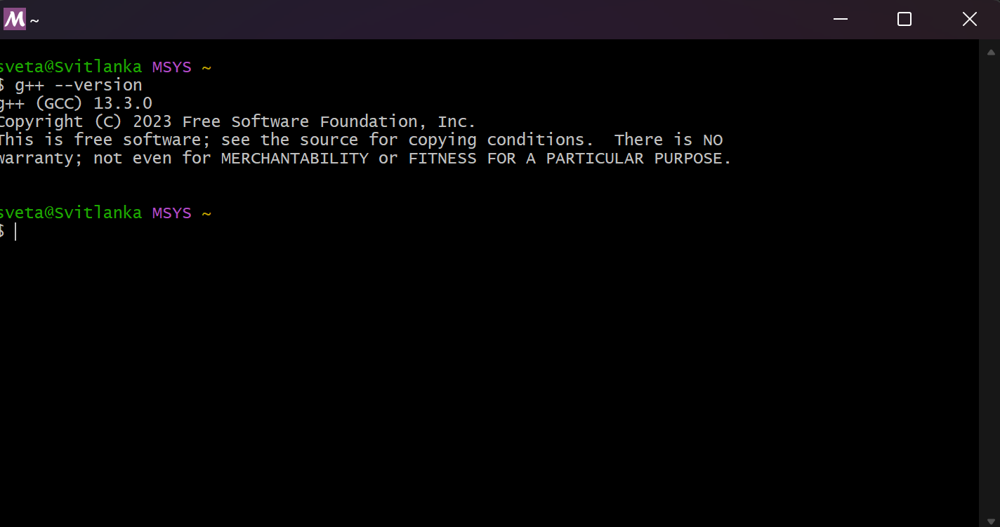 M ~
sveta@Svitlanka MSYS ~
$ g++ --version
g++ (GCC) 13.3.0
Copyright (C) 2023 Free Software Foundation, Inc.
This is free software; see the source for copying conditions.  There is NO
warranty; not even for MERCHANTABILITY or FITNESS FOR A PARTICULAR PURPOSE.
sveta@Svitlanka MSYS ~
$